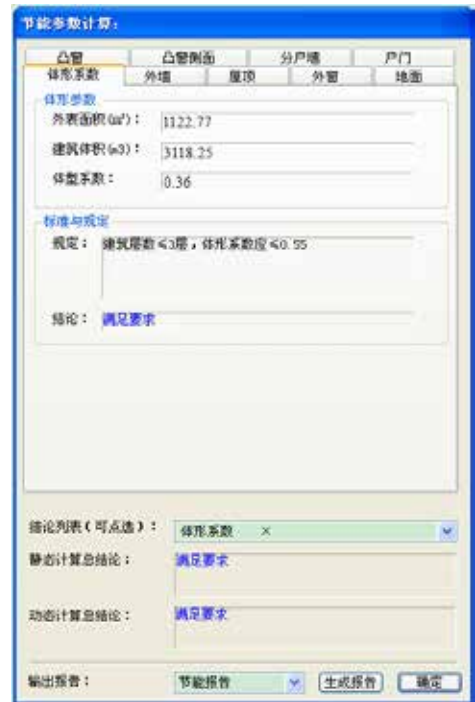 节能参数计算:
凸窗 凸窗侧面 分户墙 户门
体形系数 外墙 屋顶 外窗 地面
体形参数
外表面积(㎡): 1122.77
建筑体积(m3): 3118.25
体型系数: 0.36
标准与规定
规定: 建筑层数≤3层,体形系数应≤0.55
结论: 满足要求
结论列表(可点选): 体形系数 ×
静态计算总结论: 满足要求
动态计算总结论: 满足要求
输出报告: 节能报告 生成报告 确定